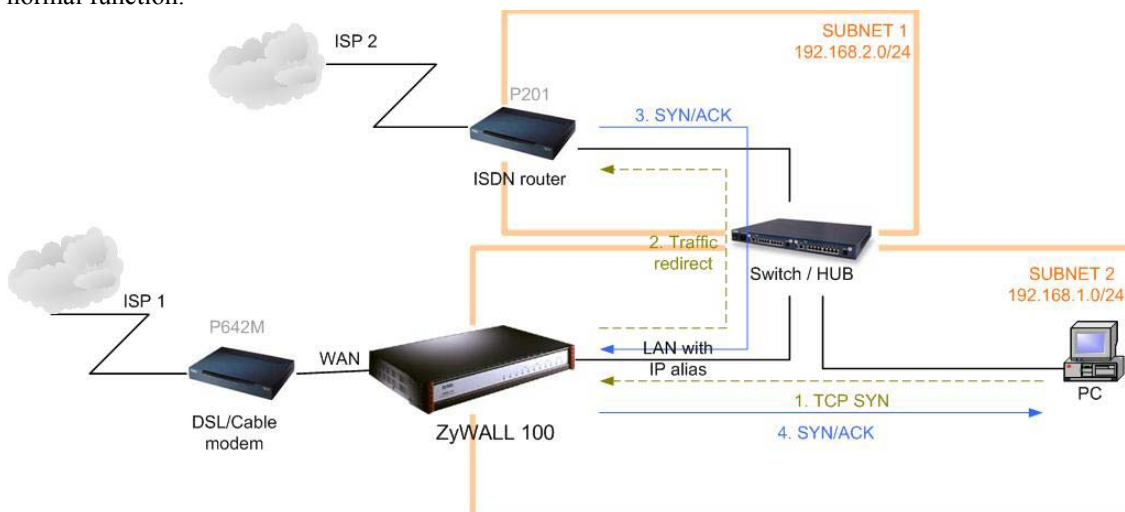 normal function.
SUBNET 1
192.168.2.0/24
ISP 2
P201
3. SYN/ACK
ISDN router
2. Traffic
redirect
Switch / HUB
SUBNET 2
192.168.1.0/24
ISP 1
P642M
WAN
LAN with
IP alias
PC
1. TCP SYN
DSL/Cable
modem
ZyWALL 100
4. SYN/ACK